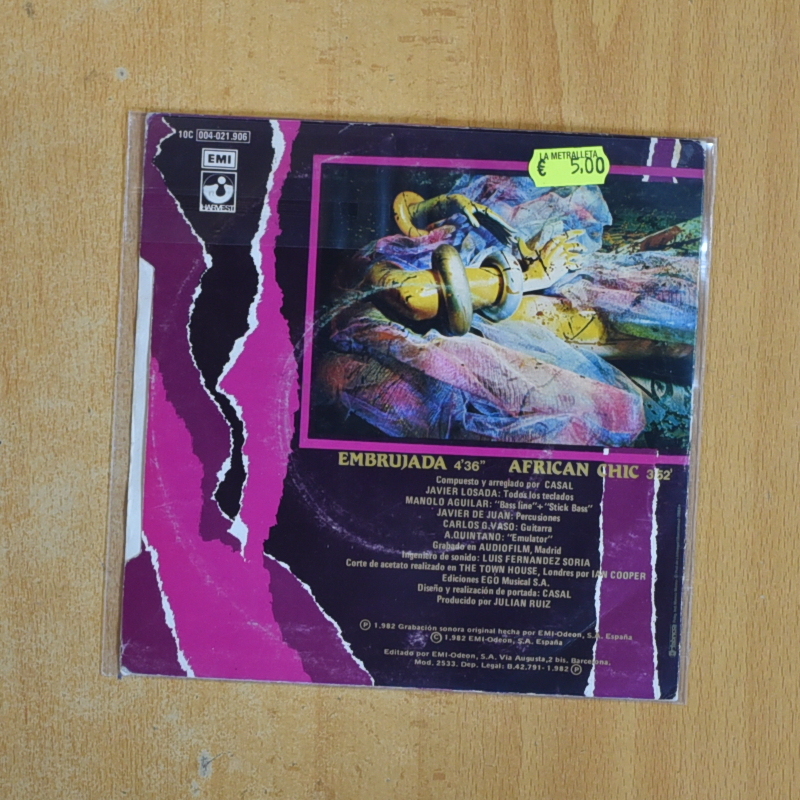 10C 004-021.906
EMI
HARVEST
LA METRALLETA
€ 5,00
EMBRUJADA 4'36" AFRICAN CHIC 3'52'
Compuesto y arreglado por CASAL
JAVIER LOSADA: Todos los teclados
MANOLO AGUILAR: "Bass line"+"Stick Bass"
JAVIER DE JUAN: Percusiones
CARLOS G.VASO: Guitarra
A.QUINTANO: "Emulator"
Grabado en AUDIOFILM, Madrid
Ingeniero de sonido: LUIS FERNANDEZ SORIA
Corte de acetato realizado en THE TOWN HOUSE, Londres por IAN COOPER
Ediciones EGO Musical S.A.
Diseño y realización de portada: CASAL
Producido por JULIAN RUIZ
Ⓟ 1.982 Grabación sonora original hecha por EMI-Odeon, S.A. España
Ⓒ 1.982 EMI-Odeon, S.A. España
Editado por EMI-Odeon, S.A. Vía Augusta,2 bis. Barcelona.
Mod. 2533. Dep. Legal: B.42.791- 1.982 Ⓟ